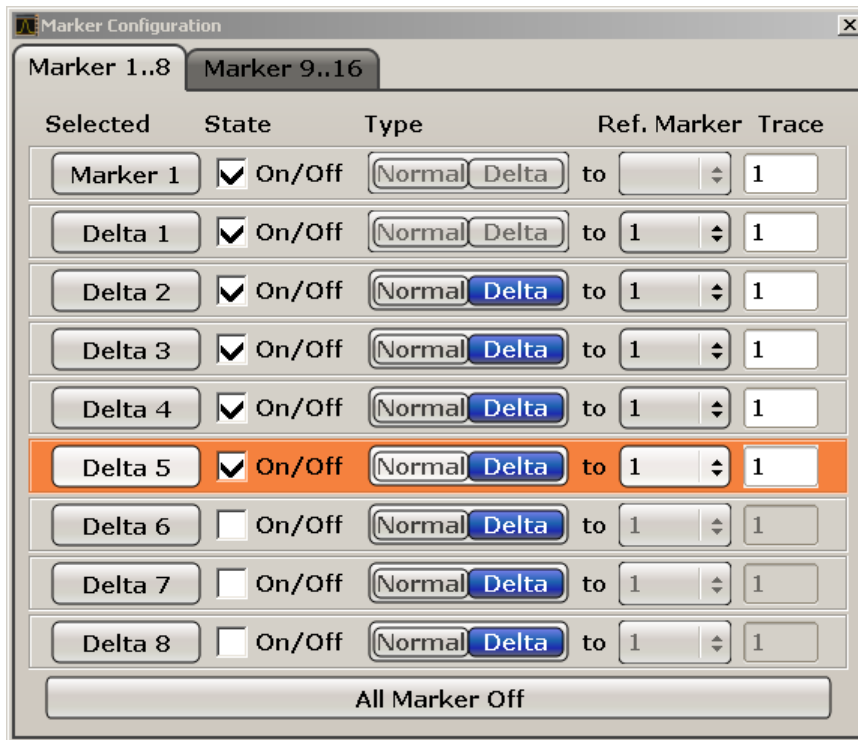 Marker Configuration
Marker 1..8 Marker 9..16
Selected State Type Ref. Marker Trace
Marker 1 On/Off Normal Delta to 1
Delta 1 On/Off Normal Delta to 1 1
Delta 2 On/Off Normal Delta to 1 1
Delta 3 On/Off Normal Delta to 1 1
Delta 4 On/Off Normal Delta to 1 1
Delta 5 On/Off Normal Delta to 1 1
Delta 6 On/Off Normal Delta to 1 1
Delta 7 On/Off Normal Delta to 1 1
Delta 8 On/Off Normal Delta to 1 1
All Marker Off